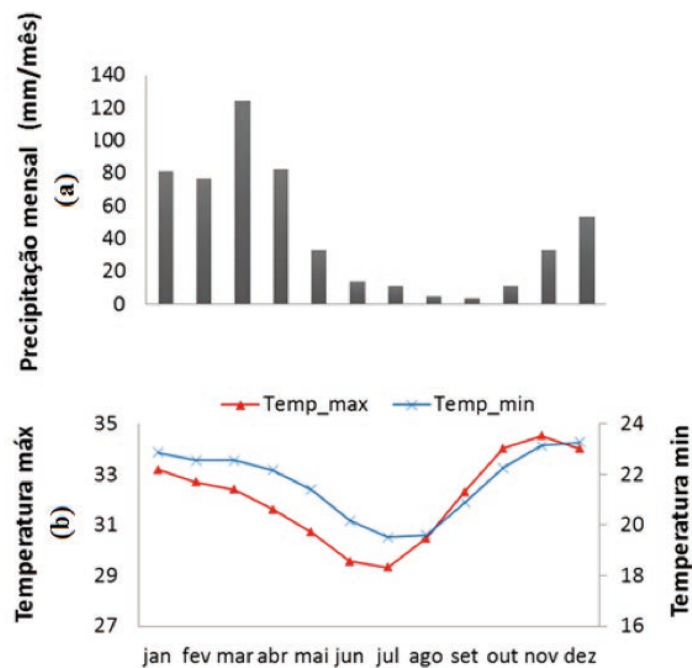 Precipitação mensal (mm/mês)
(a)
140
120
100
80
60
40
20
0
Temp_max Temp_min
Temperatura máx
(b)
35
33
31
29
27
24
22
20
18
16
Temperatura min
jan fev mar abr mai jun jul ago set out nov dez